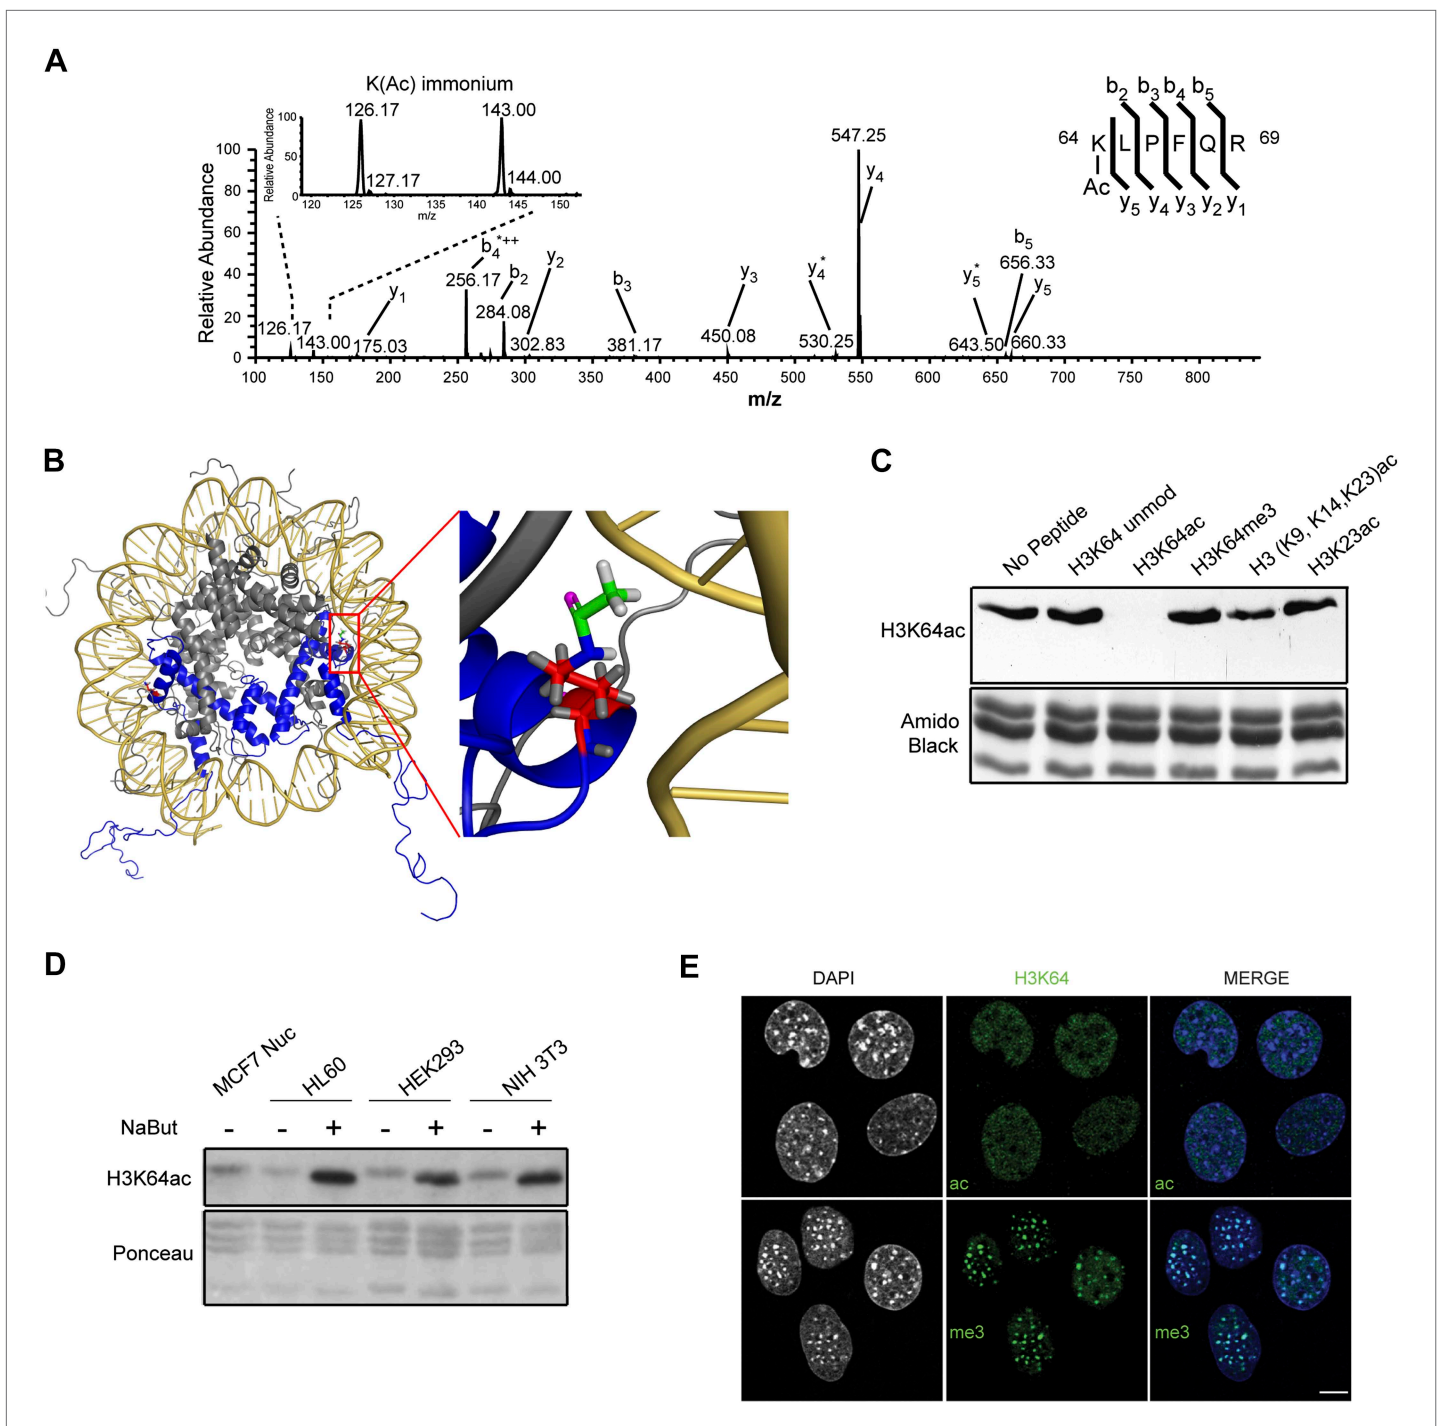 A
K(Ac) immonium
126.17 143.00
127.17 144.00
Relative Abundance
100
50
0
120 125 130 135 140 145 150
m/z
Relative Abundance
100
80
60
40
20
0
126.17
143.00
y1
175.03
b4*++
256.17
b2
284.08
y2
302.83
b3
381.17
y3
450.08
y4*
530.25
547.25
y4
y5*
643.50
b5
656.33
y5
660.33
100 150 200 250 300 350 400 450 500 550 600 650 700 750 800
m/z
b2 b3 b4 b5
64 K L P F Q R 69
Ac
y5 y4 y3 y2 y1
B
C
No Peptide
H3K64 unmod
H3K64ac
H3K64me3
H3 (K9, K14,K23)ac
H3K23ac
H3K64ac
Amido
Black
D
MCF7 Nuc
HL60
HEK293
NIH 3T3
NaBut - - + - + - +
H3K64ac
Ponceau
E
DAPI H3K64 MERGE
ac ac
me3 me3